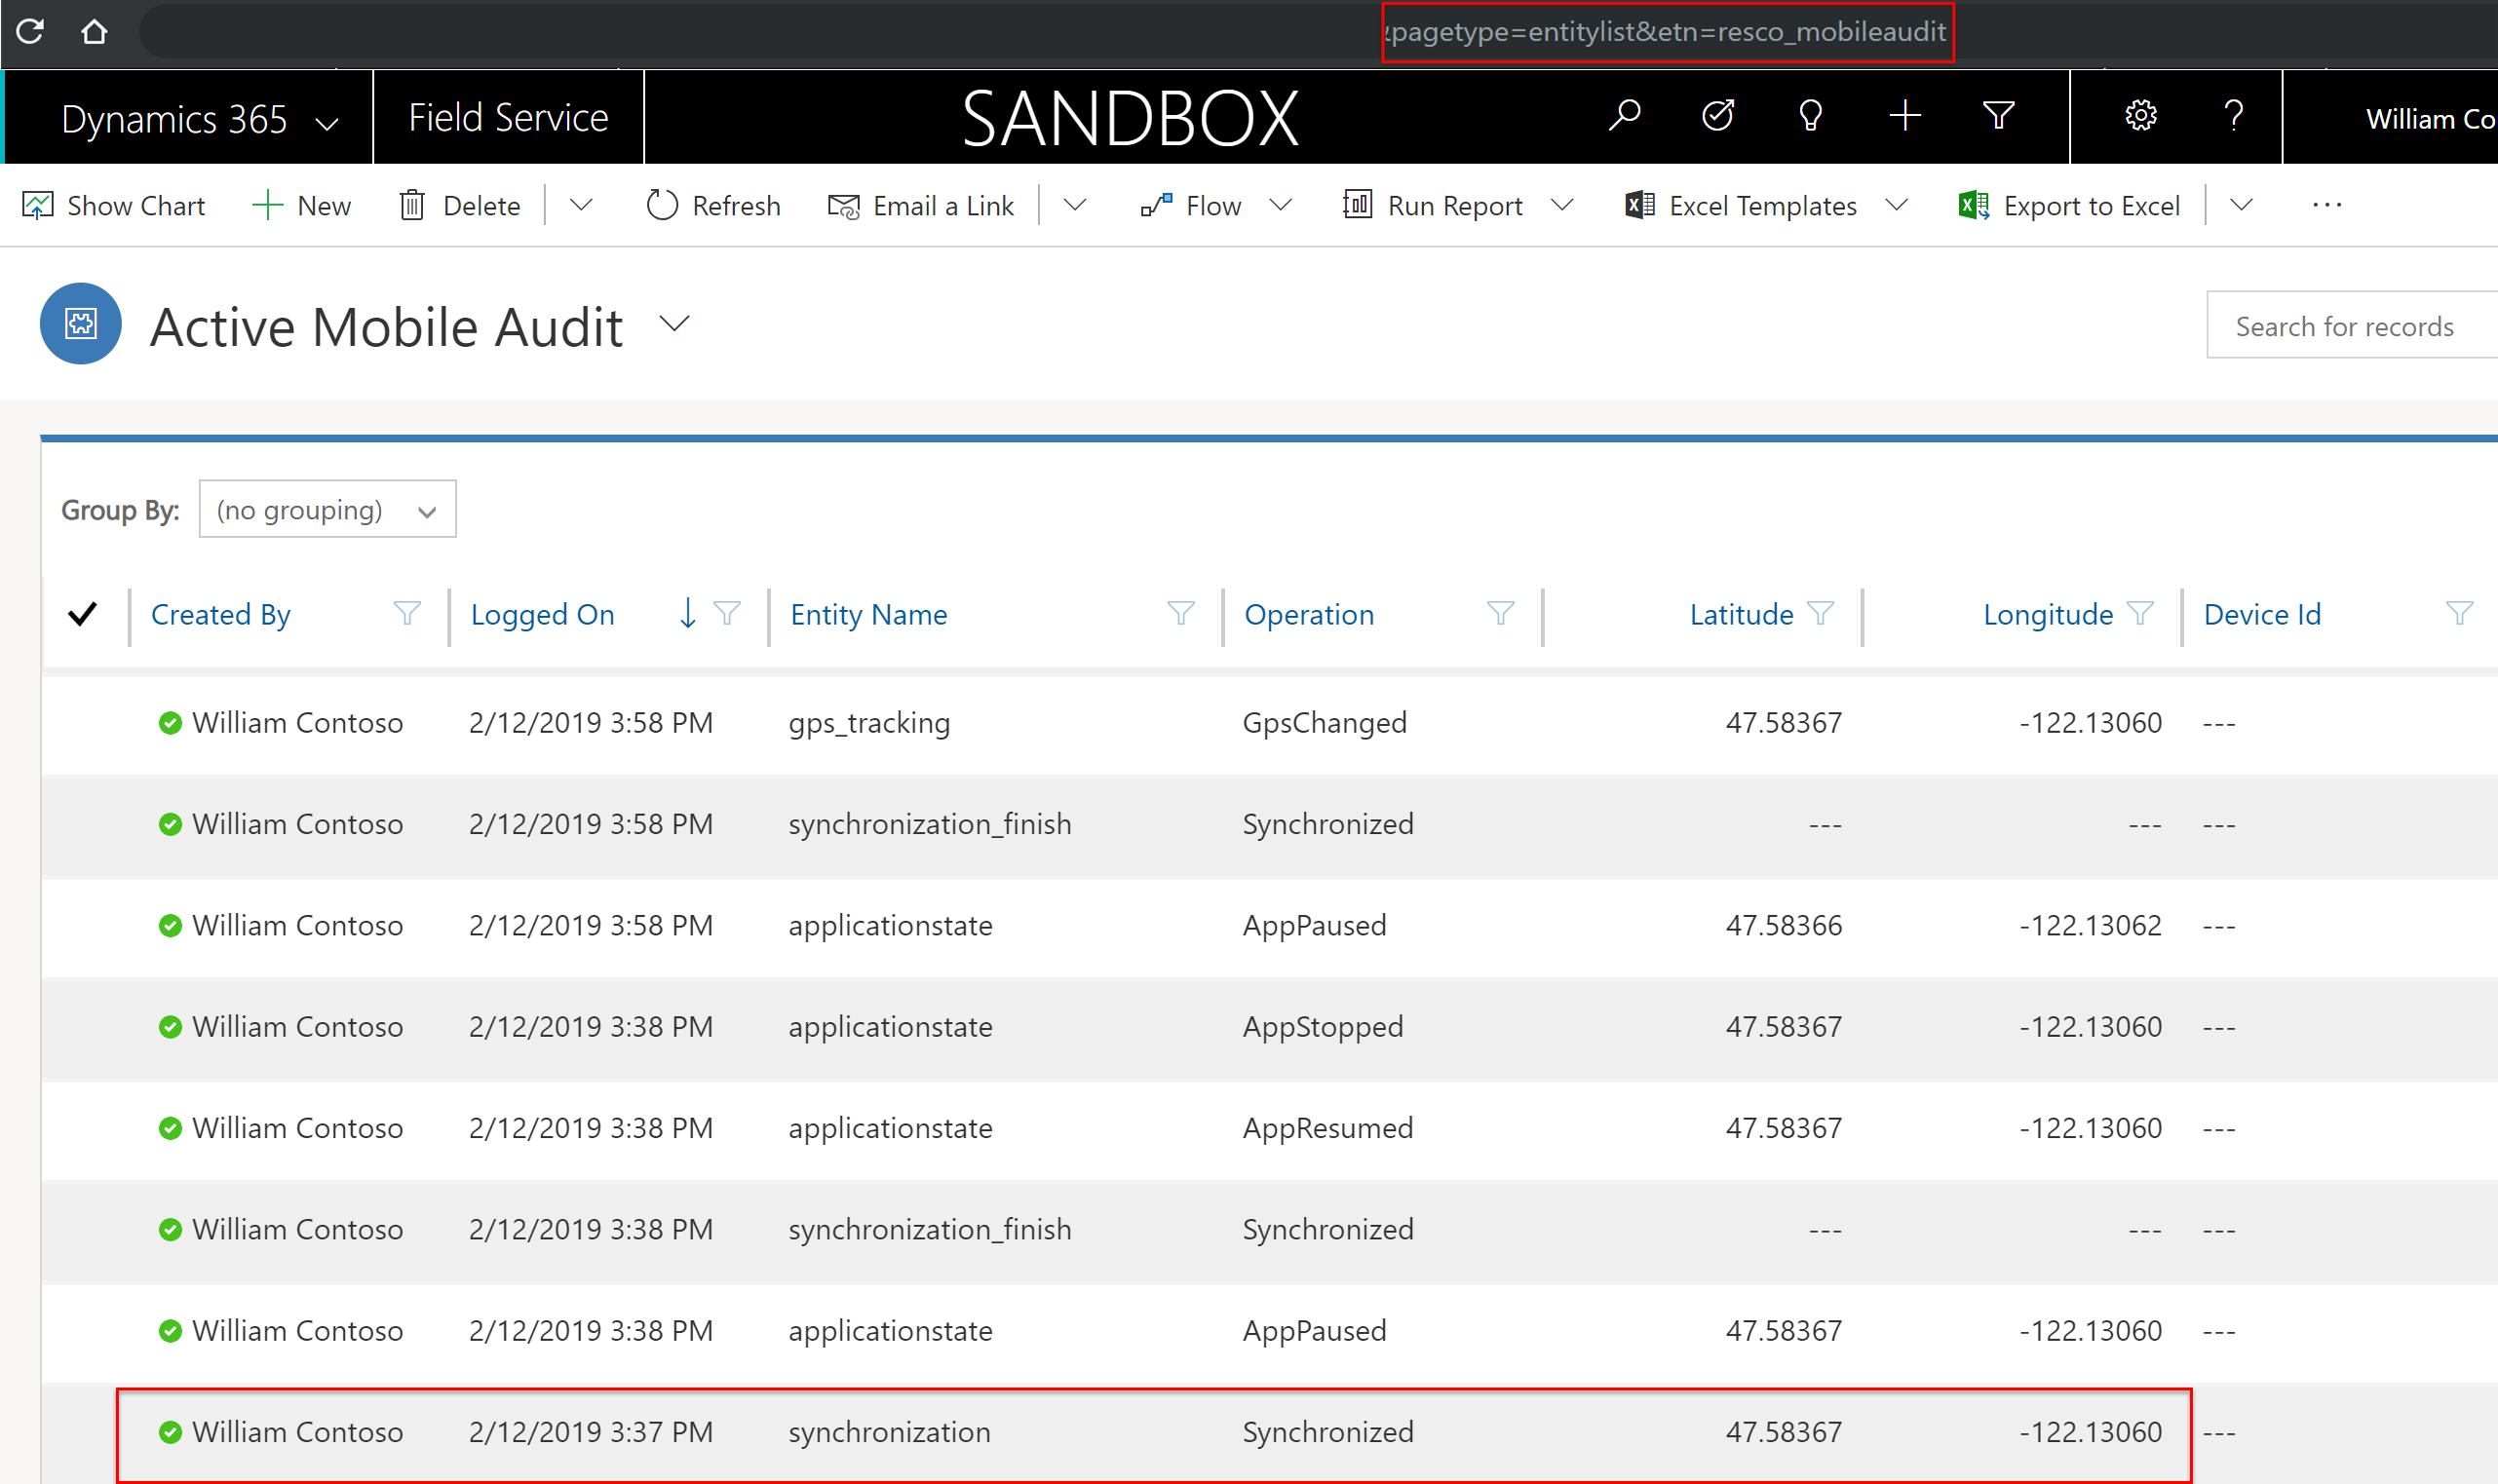 &pagetype=entitylist&etn=resco_mobileaudit
Dynamics 365 Field Service SANDBOX ? William Co
Show Chart New Delete Refresh Email a Link Flow Run Report Excel Templates Export to Excel ...
Active Mobile Audit Search for records
Group By: (no grouping)
Created By Logged On Entity Name Operation Latitude Longitude Device Id
William Contoso 2/12/2019 3:58 PM gps_tracking GpsChanged 47.58367 -122.13060 ---
William Contoso 2/12/2019 3:58 PM synchronization_finish Synchronized --- --- ---
William Contoso 2/12/2019 3:58 PM applicationstate AppPaused 47.58366 -122.13062 ---
William Contoso 2/12/2019 3:38 PM applicationstate AppStopped 47.58367 -122.13060 ---
William Contoso 2/12/2019 3:38 PM applicationstate AppResumed 47.58367 -122.13060 ---
William Contoso 2/12/2019 3:38 PM synchronization_finish Synchronized --- --- ---
William Contoso 2/12/2019 3:38 PM applicationstate AppPaused 47.58367 -122.13060 ---
William Contoso 2/12/2019 3:37 PM synchronization Synchronized 47.58367 -122.13060 ---